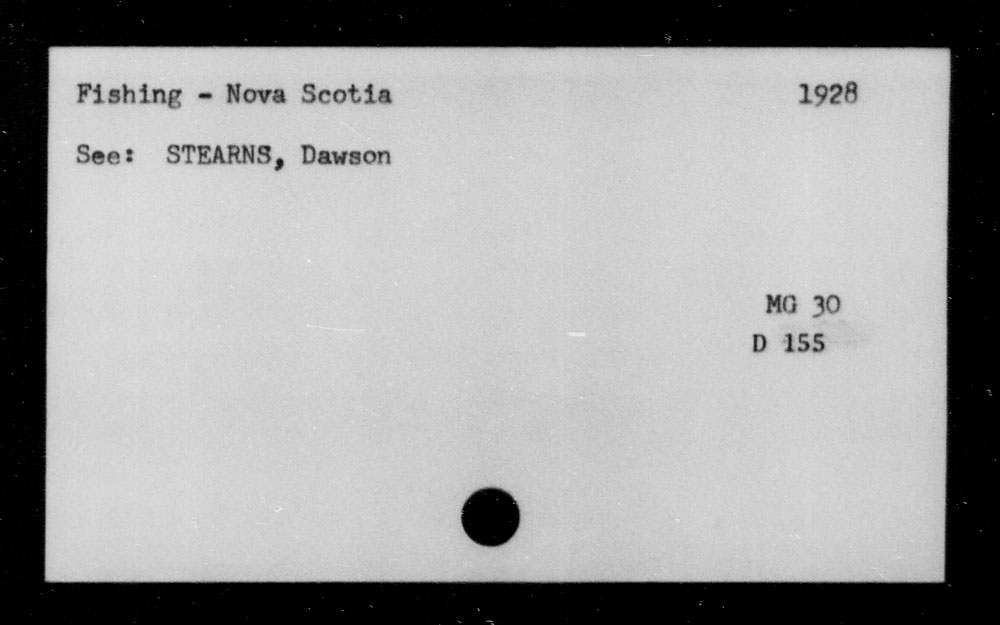 Fishing - Nova Scotia 1928
See: STEARNS, Dawson
MG 30
D 155